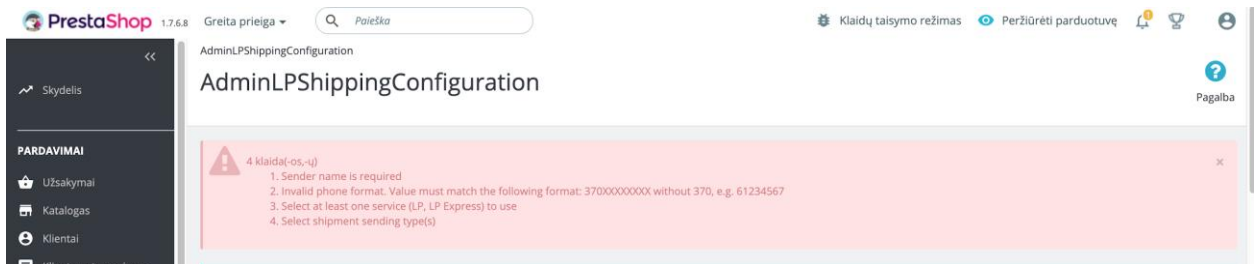 PrestaShop 1.7.6.8 Greita prieiga Paieška Klaidų taisymo režimas Peržiūrėti parduotuvę 0
<<
AdminLPShippingConfiguration
AdminLPShippingConfiguration
Skydelis
Pagalba
PARDAVIMAI
4 klaida(-os,-ų)
×
1. Sender name is required
2. Invalid phone format. Value must match the following format: 370XXXXXXXX without 370, e.g. 61234567
3. Select at least one service (LP, LP Express) to use
4. Select shipment sending type(s)
Užsakymai
Katalogas
Klientai